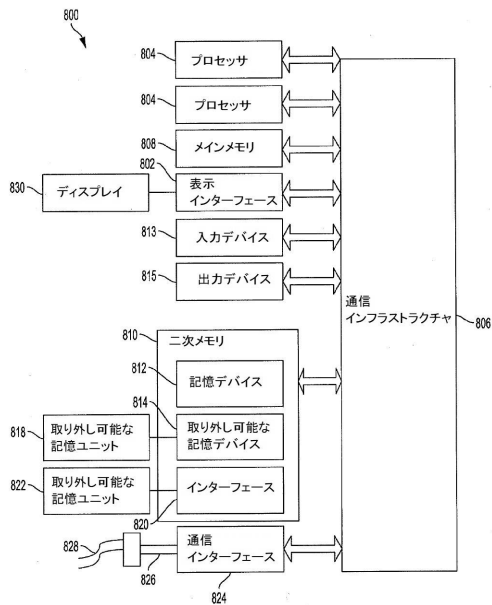 800
804
プロセッサ
804
プロセッサ
808
メインメモリ
802
830
ディスプレイ
表示
インターフェース
813
入力デバイス
815
出力デバイス
通信
インフラストラクチャ
806
810
二次メモリ
812
記憶デバイス
814
818
取り外し可能な
記憶ユニット
取り外し可能な
記憶デバイス
822
取り外し可能な
記憶ユニット
インターフェース
820
828
826
通信
インターフェース
824